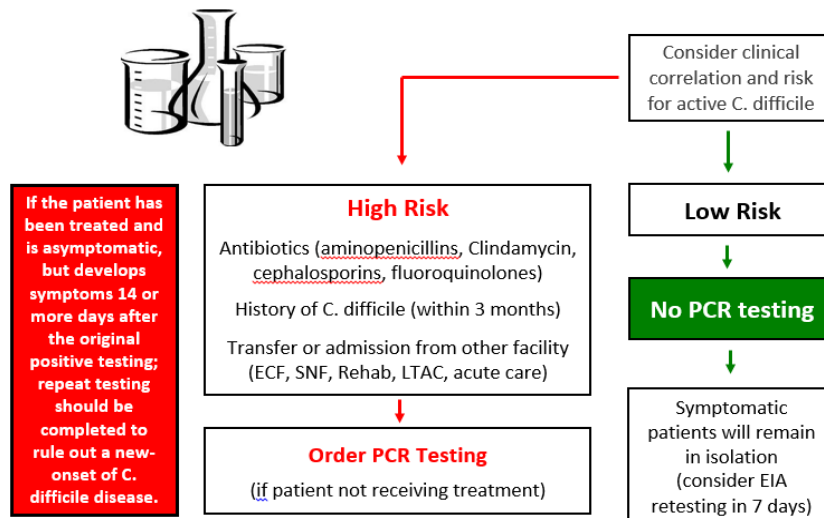 Consider clinical
correlation and risk
for active C. difficile
If the patient has
been treated and
is asymptomatic,
but develops
symptoms 14 or
more days after
the original
positive testing;
repeat testing
should be
completed to
rule out a new-
onset of C.
difficile disease.
High Risk
Antibiotics (aminopenicillins, Clindamycin,
cephalosporins, fluoroquinolones)
History of C. difficile (within 3 months)
Transfer or admission from other facility
(ECF, SNF, Rehab, LTAC, acute care)
Order PCR Testing
(if patient not receiving treatment)
Low Risk
No PCR testing
Symptomatic
patients will remain
in isolation
(consider EIA
retesting in 7 days)